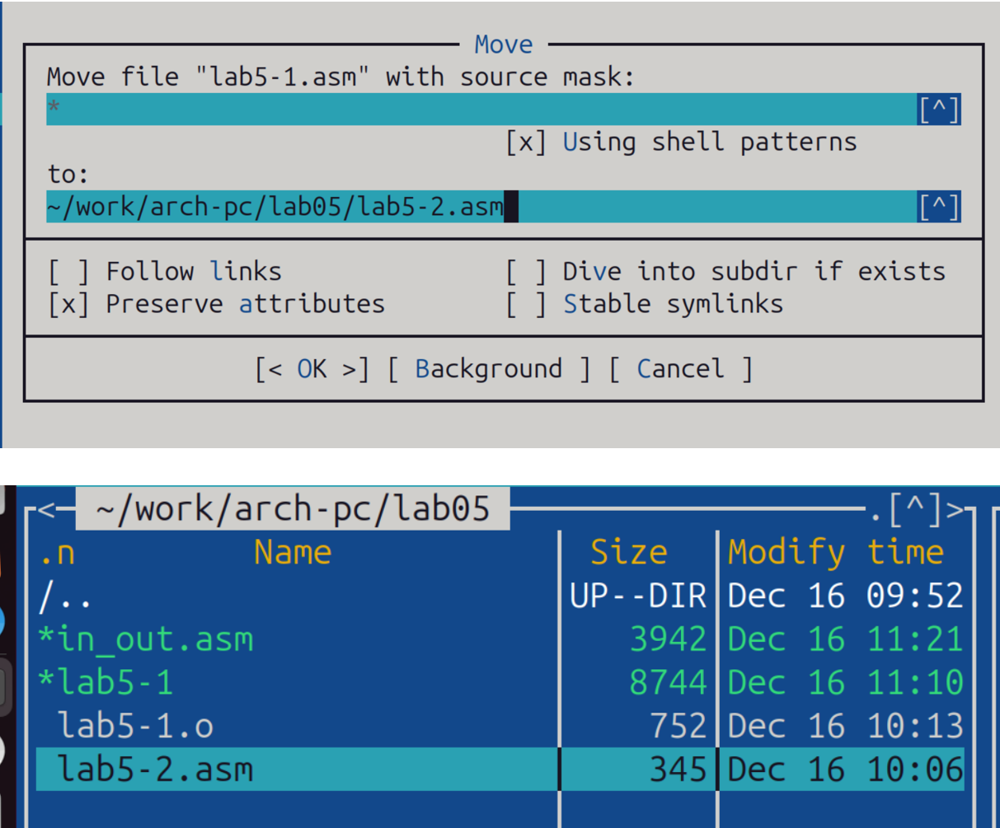 Move
Move file "lab5-1.asm" with source mask:
* [^]
[x] Using shell patterns
to:
~/work/arch-pc/lab05/lab5-2.asm [^]
[ ] Follow links [ ] Dive into subdir if exists
[x] Preserve attributes [ ] Stable symlinks
[< OK >] [ Background ] [ Cancel ]
<- ~/work/arch-pc/lab05 .[^]>
.n Name Size Modify time
/.. UP--DIR Dec 16 09:52
*in_out.asm 3942 Dec 16 11:21
*lab5-1 8744 Dec 16 11:10
lab5-1.o 752 Dec 16 10:13
lab5-2.asm 345 Dec 16 10:06